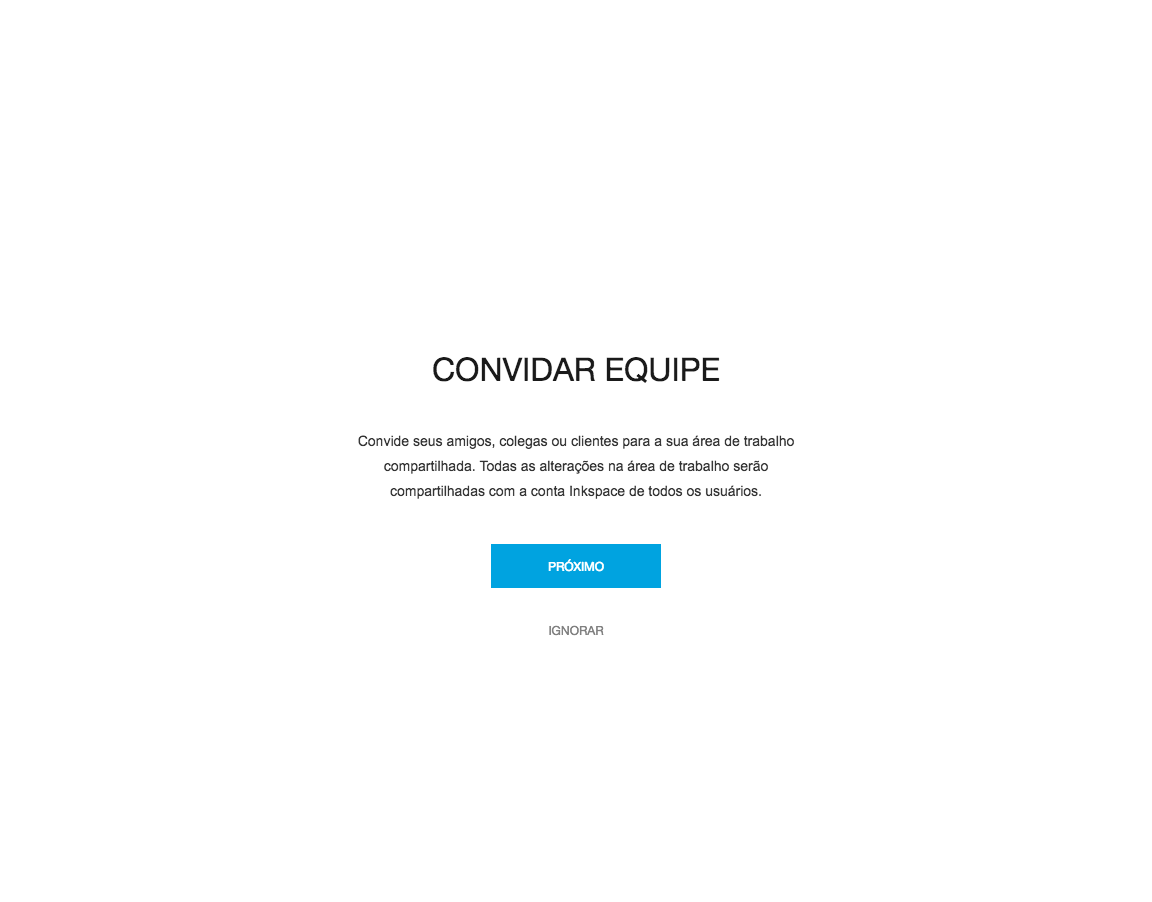 CONVIDAR EQUIPE
Convide seus amigos, colegas ou clientes para a sua área de trabalho
compartilhada. Todas as alterações na área de trabalho serão
compartilhadas com a conta Inkspace de todos os usuários.
PRÓXIMO
IGNORAR